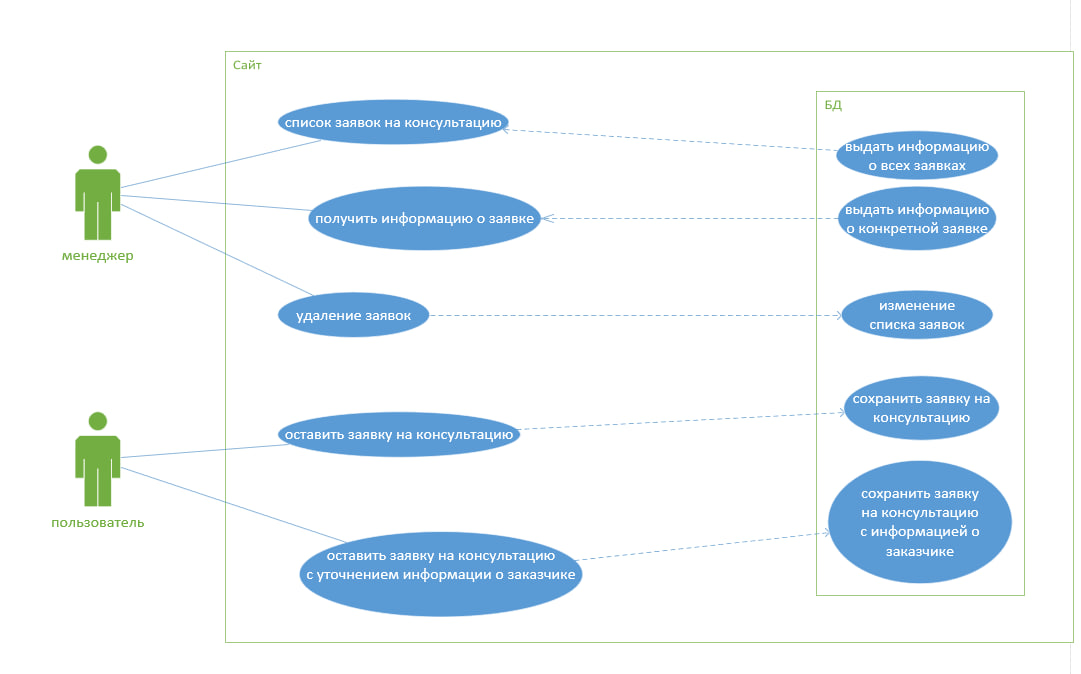 Сайт
БД
список заявок на консультацию
выдать информацию
о всех заявках
получить информацию о заявке
выдать информацию
о конкретной заявке
менеджер
удаление заявок
изменение
списка заявок
сохранить заявку на
консультацию
оставить заявку на консультацию
пользователь
сохранить заявку
на консультацию
с информацией о
заказчике
оставить заявку на консультацию
с уточнением информации о заказчике